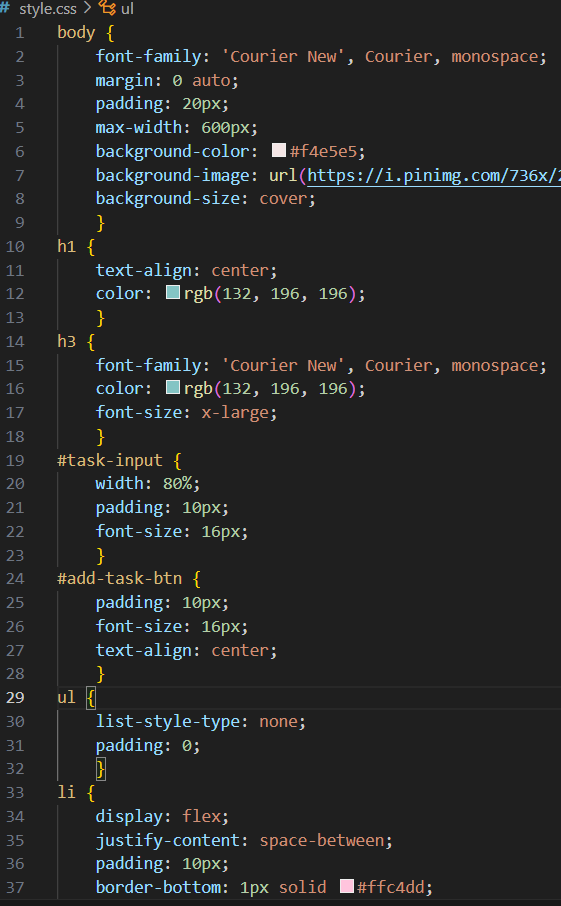 # style.css > ul
1 body {
2 font-family: 'Courier New', Courier, monospace;
3 margin: 0 auto;
4 padding: 20px;
5 max-width: 600px;
6 background-color: #f4e5e5;
7 background-image: url(https://i.pinimg.com/736x/
8 background-size: cover;
9 }
10 h1 {
11 text-align: center;
12 color: rgb(132, 196, 196);
13 }
14 h3 {
15 font-family: 'Courier New', Courier, monospace;
16 color: rgb(132, 196, 196);
17 font-size: x-large;
18 }
19 #task-input {
20 width: 80%;
21 padding: 10px;
22 font-size: 16px;
23 }
24 #add-task-btn {
25 padding: 10px;
26 font-size: 16px;
27 text-align: center;
28 }
29 ul {
30 list-style-type: none;
31 padding: 0;
32 }
33 li {
34 display: flex;
35 justify-content: space-between;
36 padding: 10px;
37 border-bottom: 1px solid #ffc4dd;